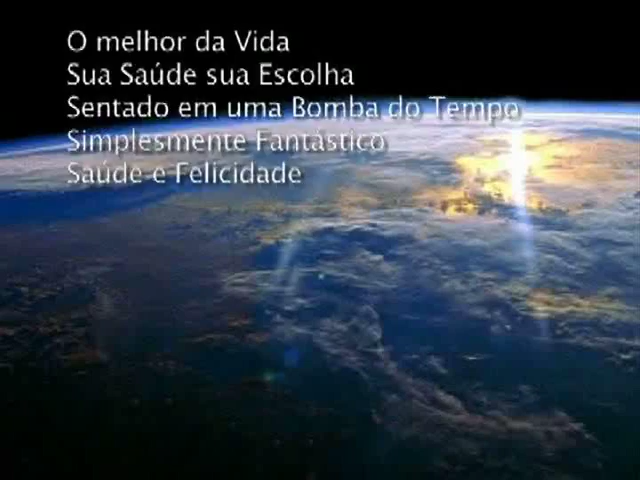 O melhor da Vida
Sua Saúde sua Escolha
Sentado em uma Bomba do Tempo
Simplesmente Fantástico
Saúde e Felicidade